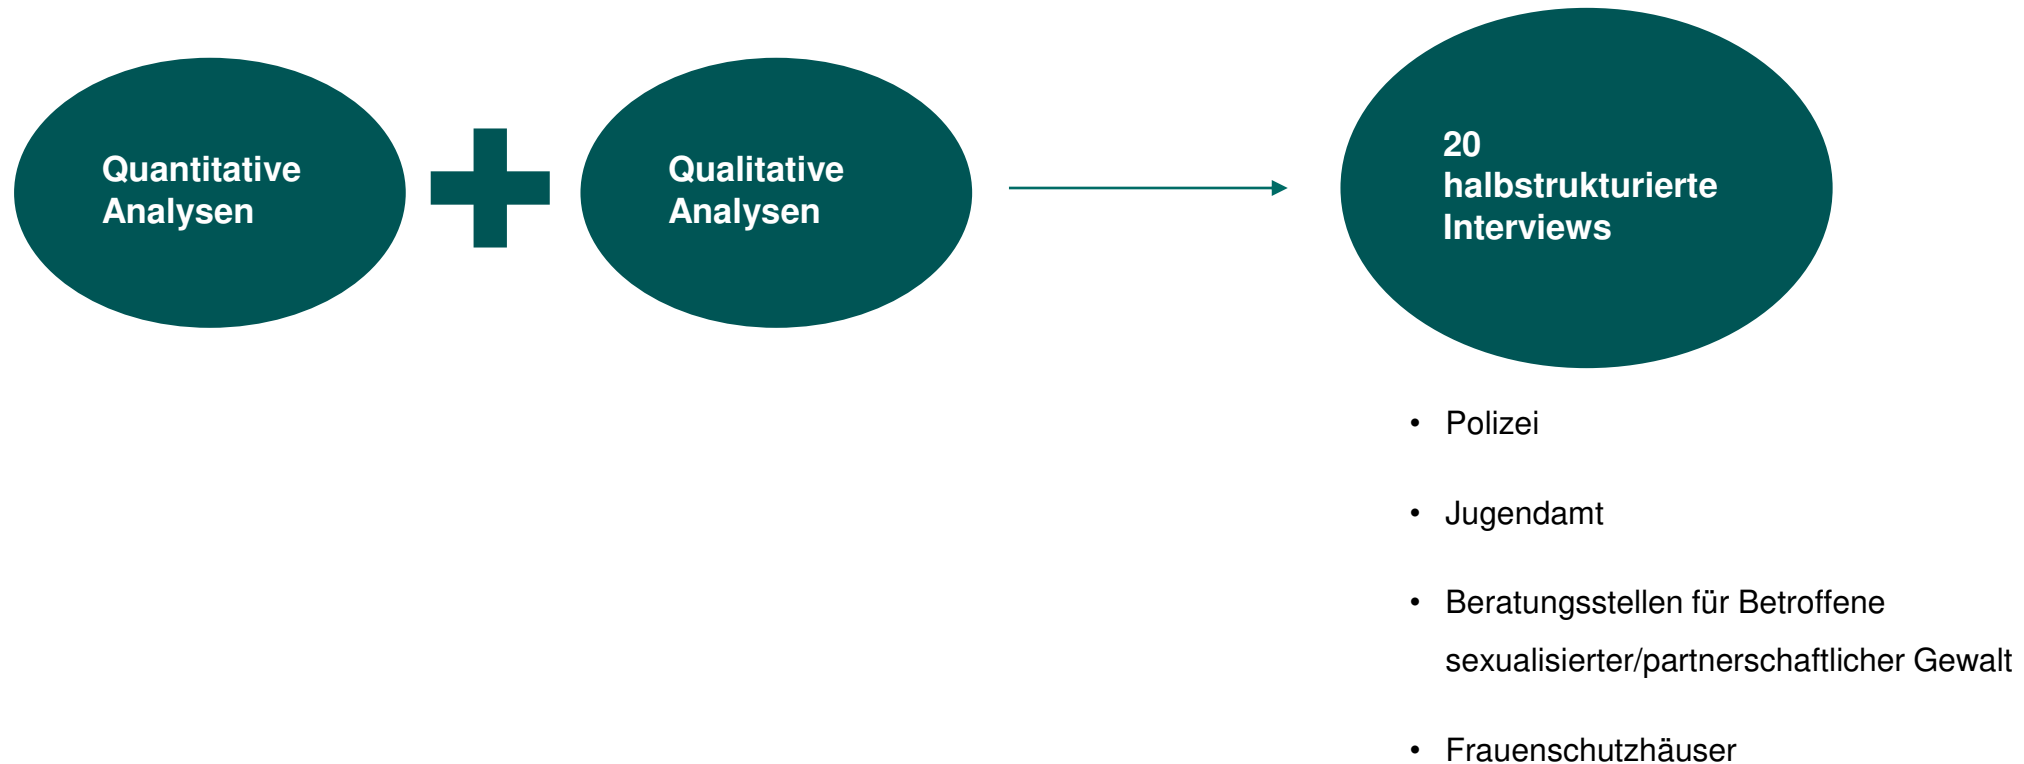 Quantitative
Analysen
Qualitative
Analysen
20
halbstrukturierte
Interviews
• Polizei
• Jugendamt
• Beratungsstellen für Betroffene
sexualisierter/partnerschaftlicher Gewalt
• Frauenschutzhäuser